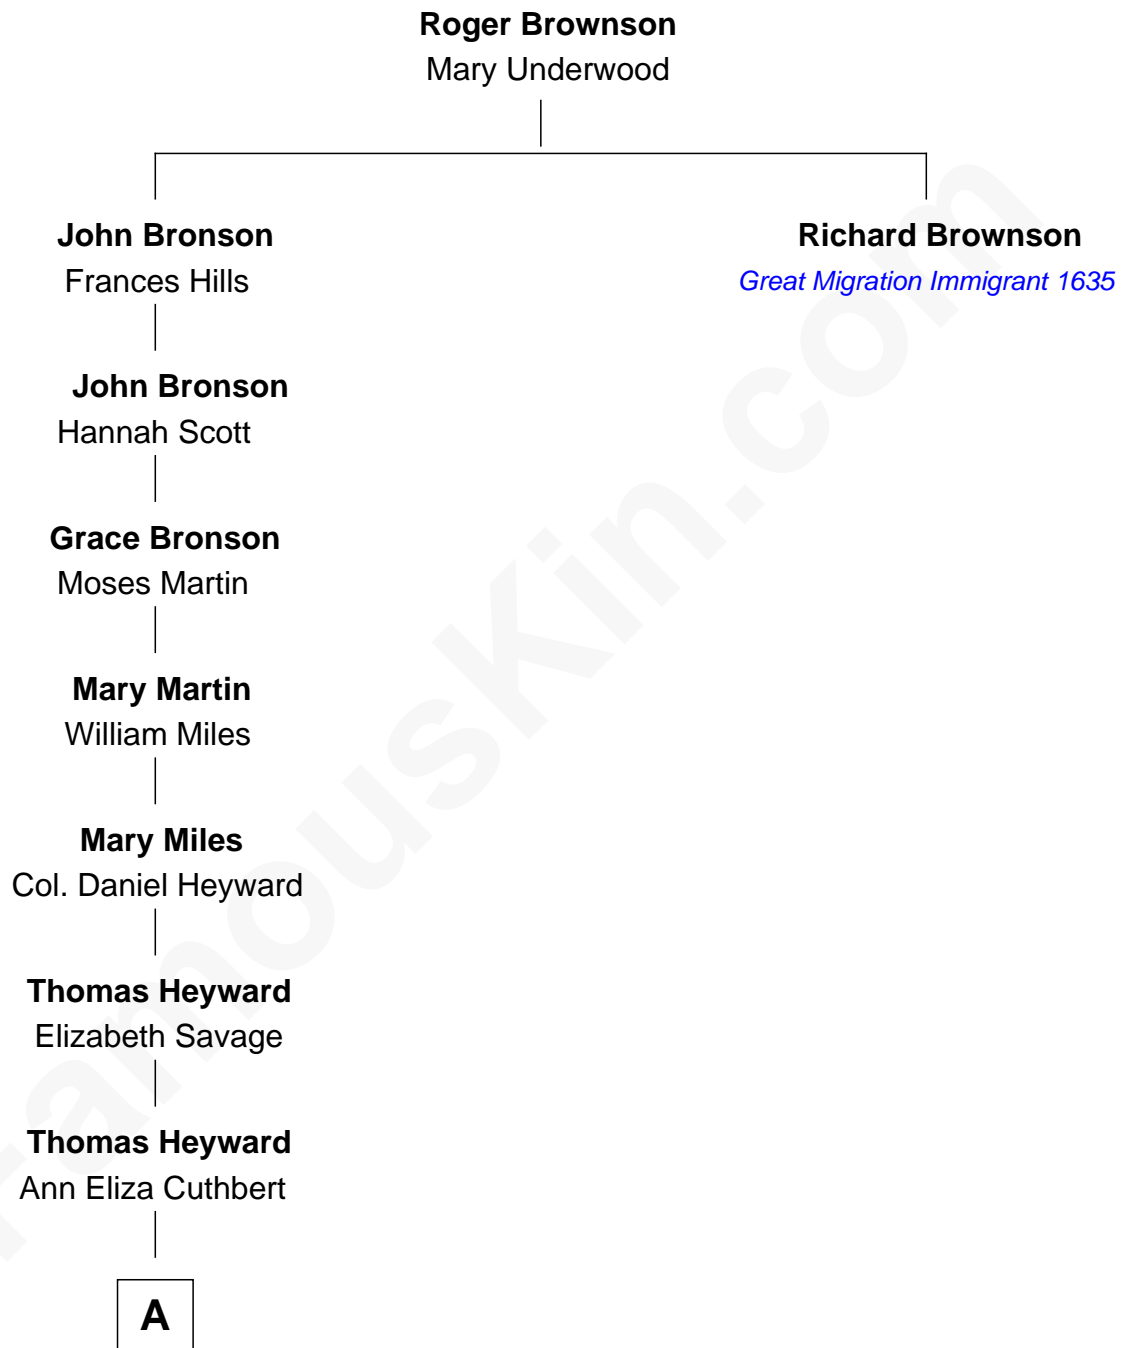 Roger Brownson
Mary Underwood
John Bronson
Frances Hills
Richard Brownson
Great Migration Immigrant 1635
John Bronson
Hannah Scott
Grace Bronson
Moses Martin
Mary Martin
William Miles
Mary Miles
Col. Daniel Heyward
Thomas Heyward
Elizabeth Savage
Thomas Heyward
Ann Eliza Cuthbert
A
FamousKin.com